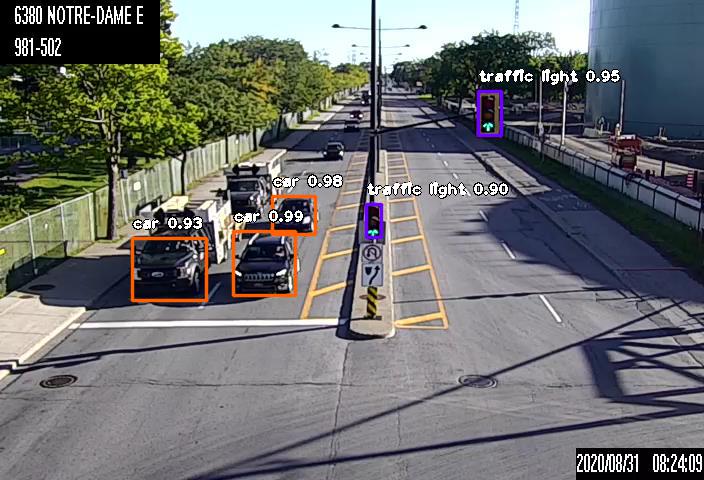 6380 NOTRE-DAME E
981-502
traffic light 0.95
car 0.98
traffic light 0.90
car 0.99
car 0.93
2020/08/31 08:24:09